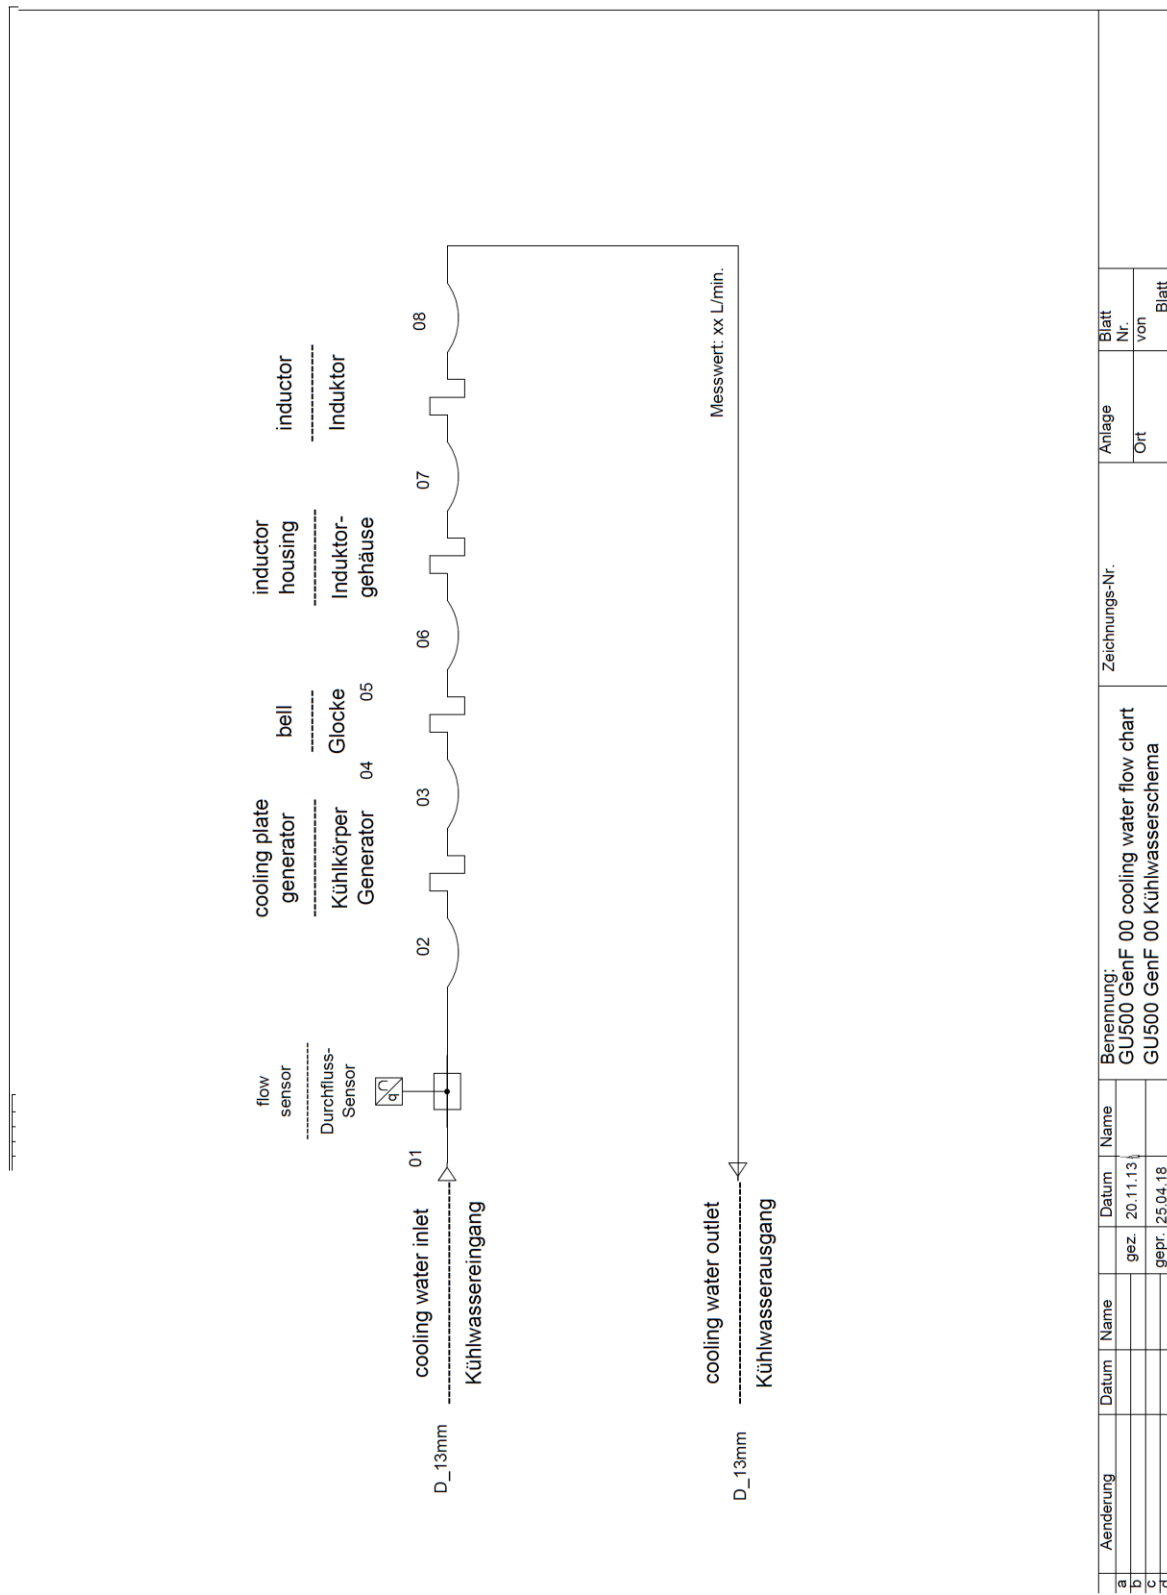 flow
sensor
Durchfluss-
Sensor
q
cooling plate
generator
Kühlkörper
Generator
bell
Glocke
inductor
housing
Induktor-
gehäuse
inductor
Induktor
01
02
03
04
05
06
07
08
D_13mm
cooling water inlet
Kühlwassereingang
Messwert: xx L/min.
D_13mm
cooling water outlet
Kühlwasserausgang
Aenderung
Datum
Name
a
b
c
d
Datum
Name
gez.
20.11.13
gepr.
25.04.18
Benennung:
GU500 GenF 00 cooling water flow chart
GU500 GenF 00 Kühlwasserschema
Zeichnungs-Nr.
Anlage
Ort
Blatt
Nr.
von
Blatt